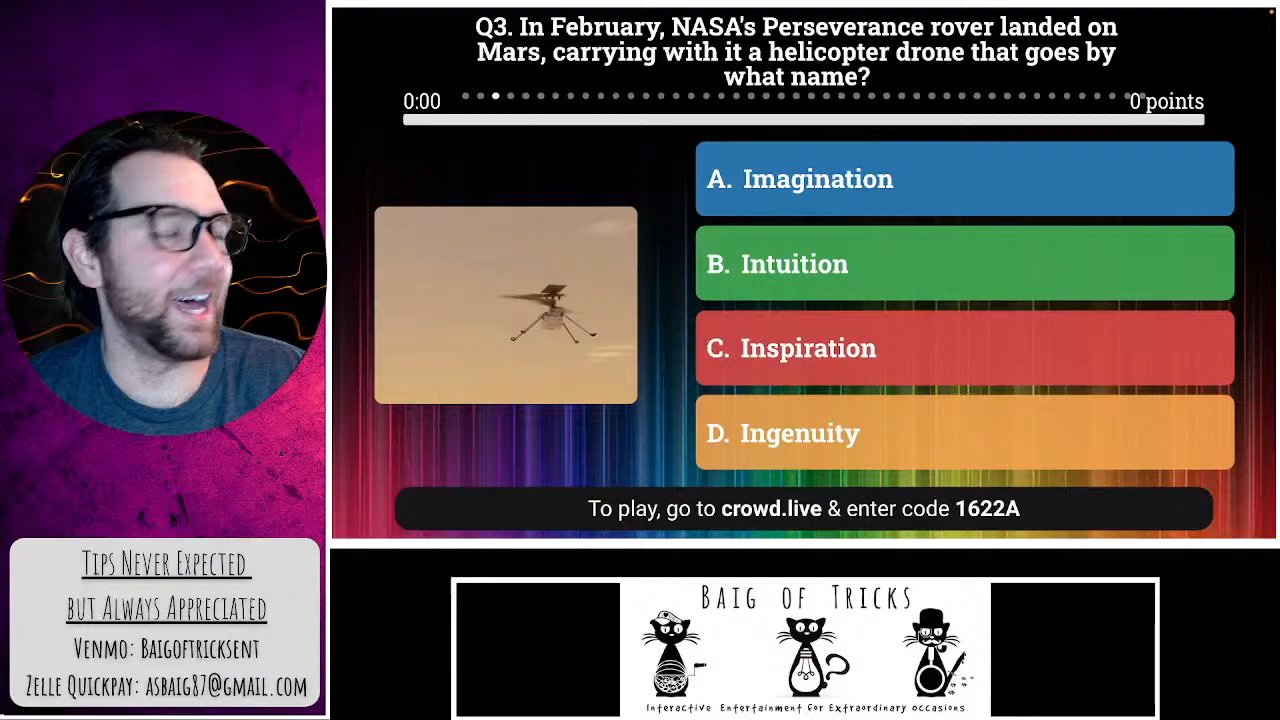 Q3. In February, NASA's Perseverance rover landed on
Mars, carrying with it a helicopter drone that goes by
what name?
0:00
0 points
A. Imagination
B. Intuition
C. Inspiration
D. Ingenuity
To play, go to crowd.live & enter code 1622A
Tips Never Expected
but Always Appreciated
Venmo: Baigoftricksent
Zelle Quickpay: asbaig87@gmail.com
Baig of Tricks
Interactive Entertainment for Extraordinary Occasions